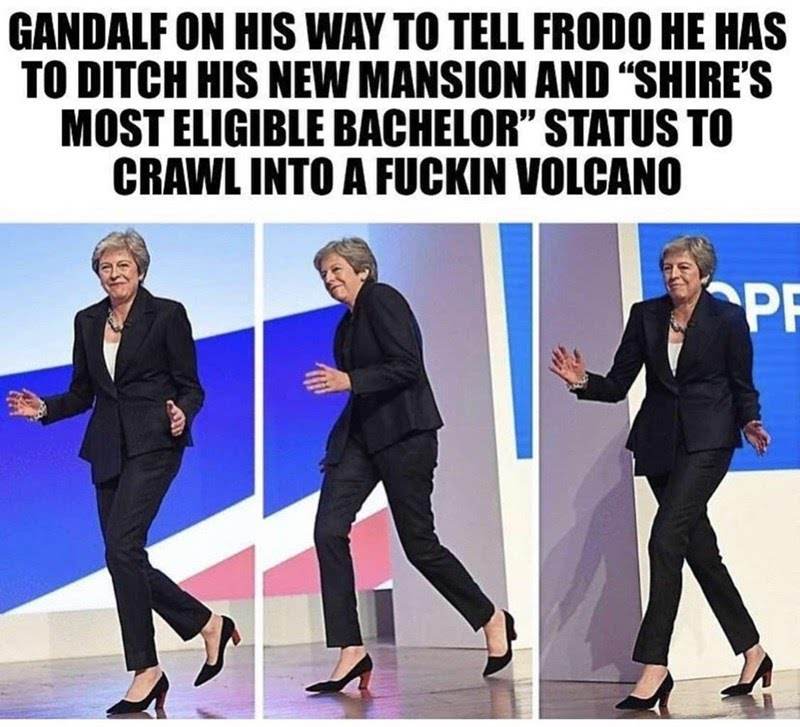 GANDALF ON HIS WAY TO TELL FRODO HE HAS
TO DITCH HIS NEW MANSION AND “SHIRE’S
MOST ELIGIBLE BACHELOR” STATUS TO
CRAWL INTO A FUCKIN VOLCANO
OPP